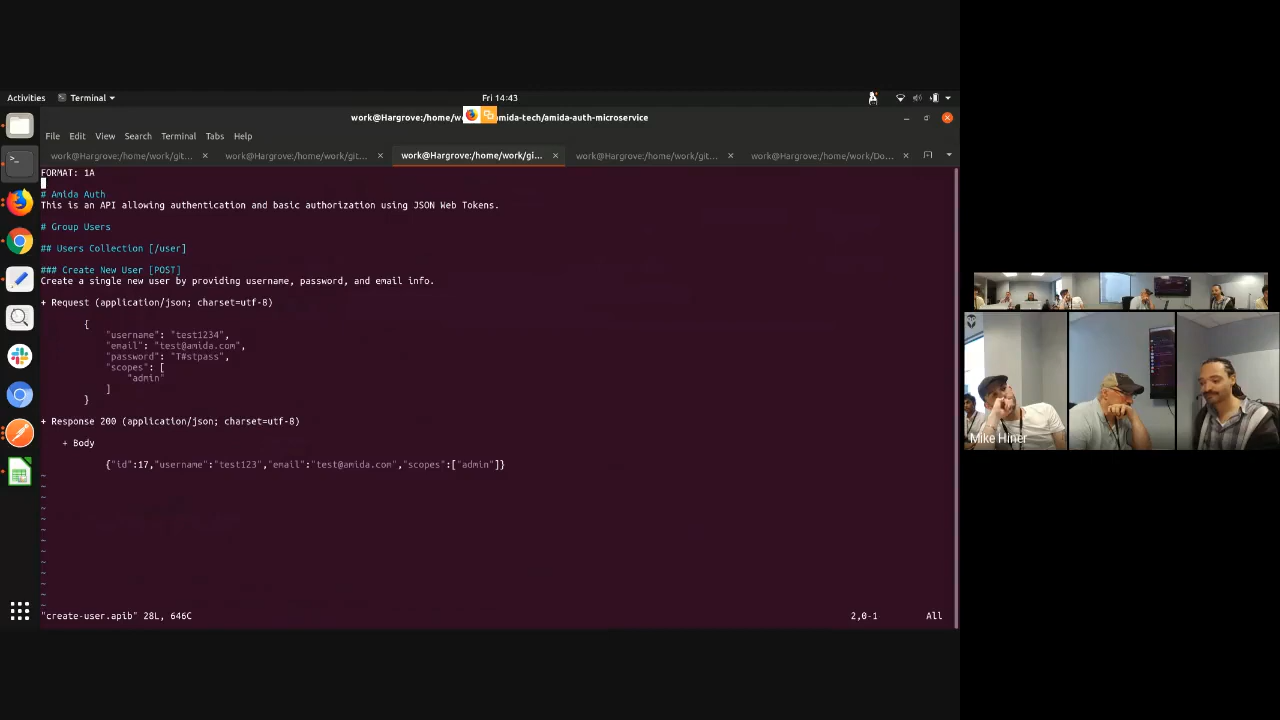 Activities Terminal Fri 14:43
work@Hargrove:/home/w mida-tech/amida-auth-microservice
File Edit View Search Terminal Tabs Help
work@Hargrove:/home/work/git... work@Hargrove:/home/work/git... work@Hargrove:/home/work/gi... work@Hargrove:/home/work/git... work@Hargrove:/home/work/Do...
FORMAT: 1A
# Amida Auth
This is an API allowing authentication and basic authorization using JSON Web Tokens.
# Group Users
## Users Collection [/user]
### Create New User [POST]
Create a single new user by providing username, password, and email info.
+ Request (application/json; charset=utf-8)
{
"username": "test1234",
"email": "test@amida.com",
"password": "T#stpass",
"scopes": [
"admin"
]
}
+ Response 200 (application/json; charset=utf-8)
+ Body
{"id":17,"username":"test123","email":"test@amida.com","scopes":["admin"]}
~
~
~
~
~
~
~
~
~
~
~
~
"create-user.apib" 28L, 646C 2,0-1 All
Mike Hiner